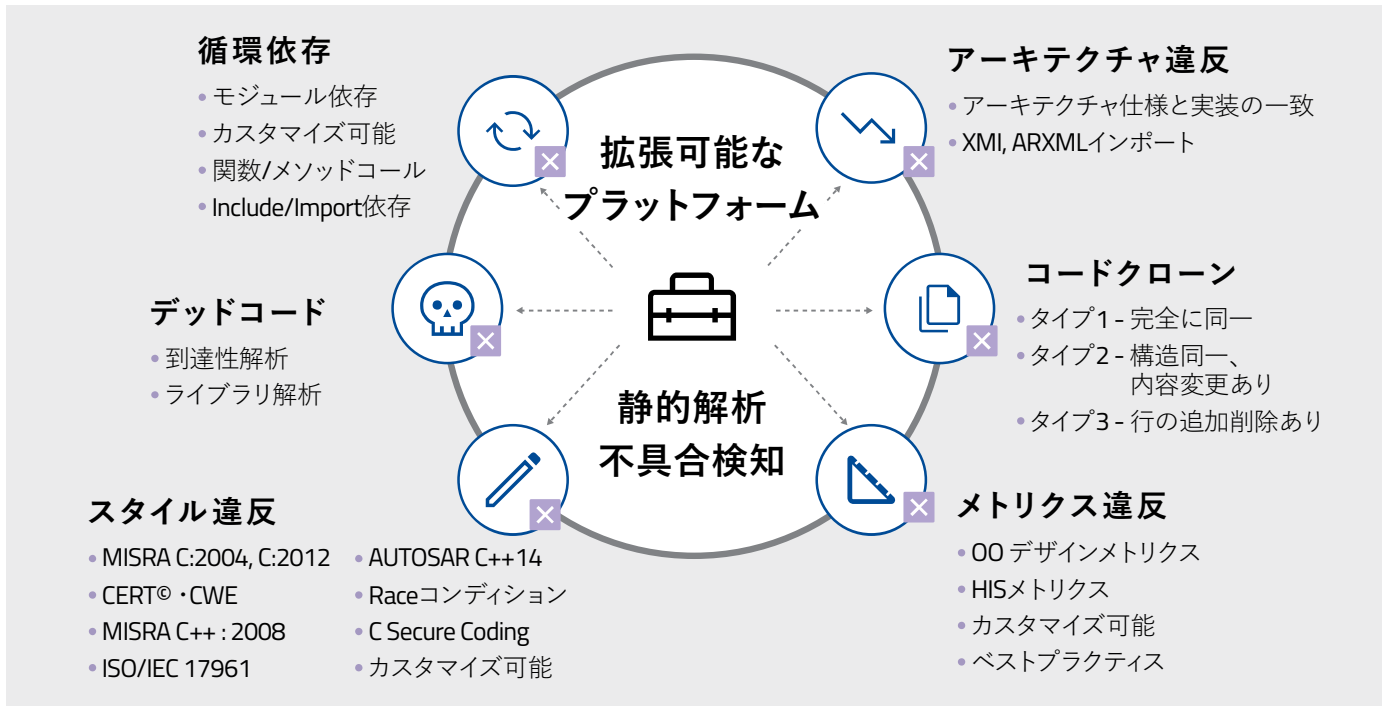 循環依存
• モジュール依存
• カスタマイズ可能
• 関数/メソッドコール
• Include/Import依存
アーキテクチャ違反
• アーキテクチャ仕様と実装の一致
• XMI, ARXMLインポート
拡張可能な
プラットフォーム
デッドコード
• 到達性解析
• ライブラリ解析
コードクローン
• タイプ1 - 完全に同一
• タイプ2 - 構造同一、
内容変更あり
• タイプ3 - 行の追加削除あり
静的解析
不具合検知
スタイル違反
• MISRA C:2004, C:2012
• CERT©・CWE
• MISRA C++ : 2008
• ISO/IEC 17961
• AUTOSAR C++14
• Raceコンディション
• C Secure Coding
• カスタマイズ可能
メトリクス違反
• OO デザインメトリクス
• HISメトリクス
• カスタマイズ可能
• ベストプラクティス